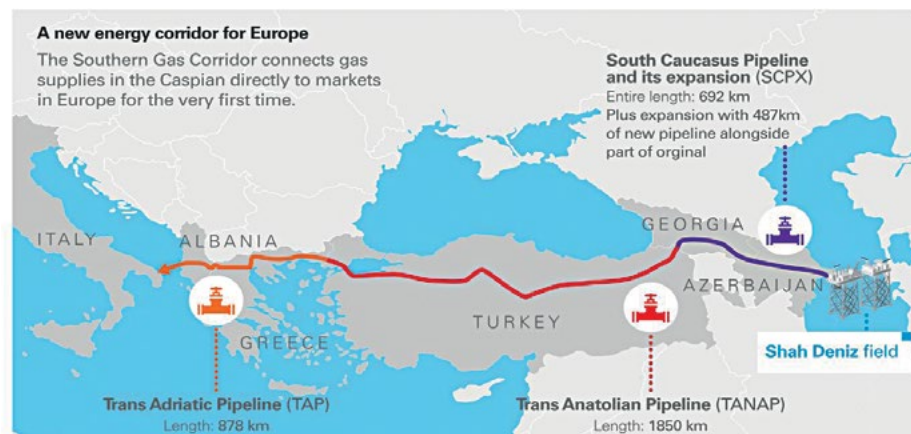 A new energy corridor for Europe
The Southern Gas Corridor connects gas
supplies in the Caspian directly to markets
in Europe for the very first time.
South Caucasus Pipeline
and its expansion (SCPX)
Entire length: 692 km
Plus expansion with 487km
of new pipeline alongside
part of orginal
ITALY
ALBANIA
GREECE
TURKEY
GEORGIA
AZERBAIJAN
Shah Deniz field
Trans Adriatic Pipeline (TAP)
Length: 878 km
Trans Anatolian Pipeline (TANAP)
Length: 1850 km